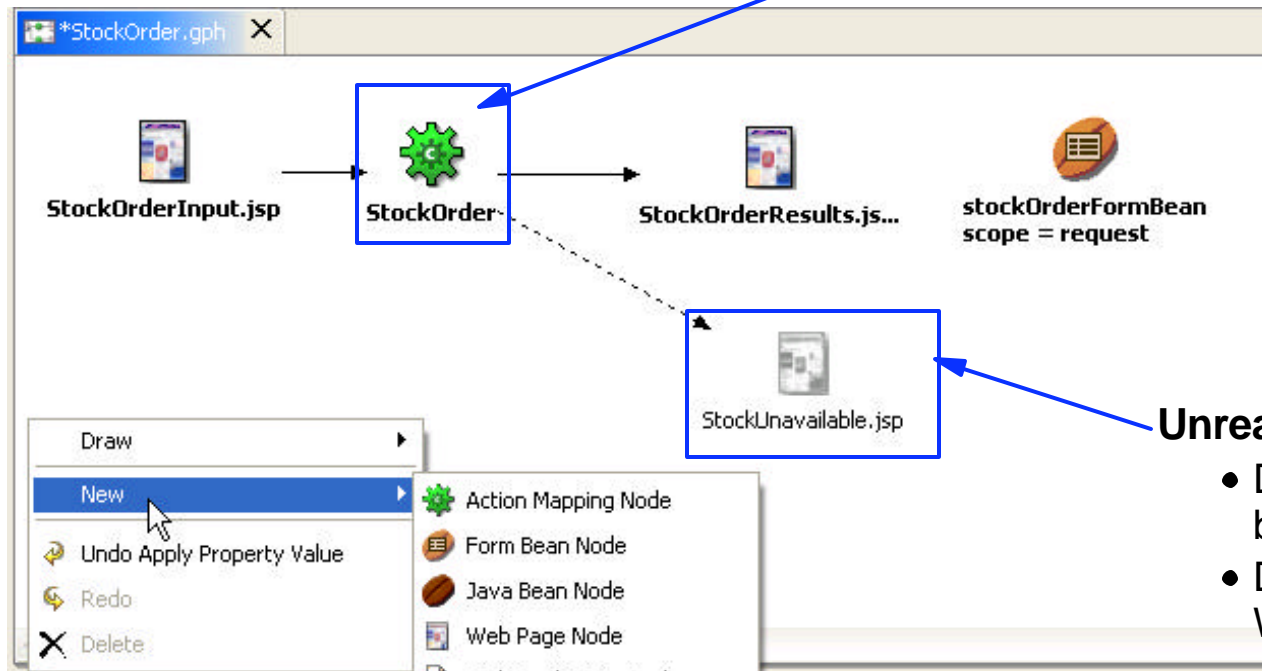 *StockOrder.gph
StockOrderInput.jsp
StockOrder
StockOrderResults.js...
stockOrderFormBean
scope = request
StockUnavailable.jsp
Draw
New
Undo Apply Property Value
Redo
Delete
Action Mapping Node
Form Bean Node
Java Bean Node
Web Page Node